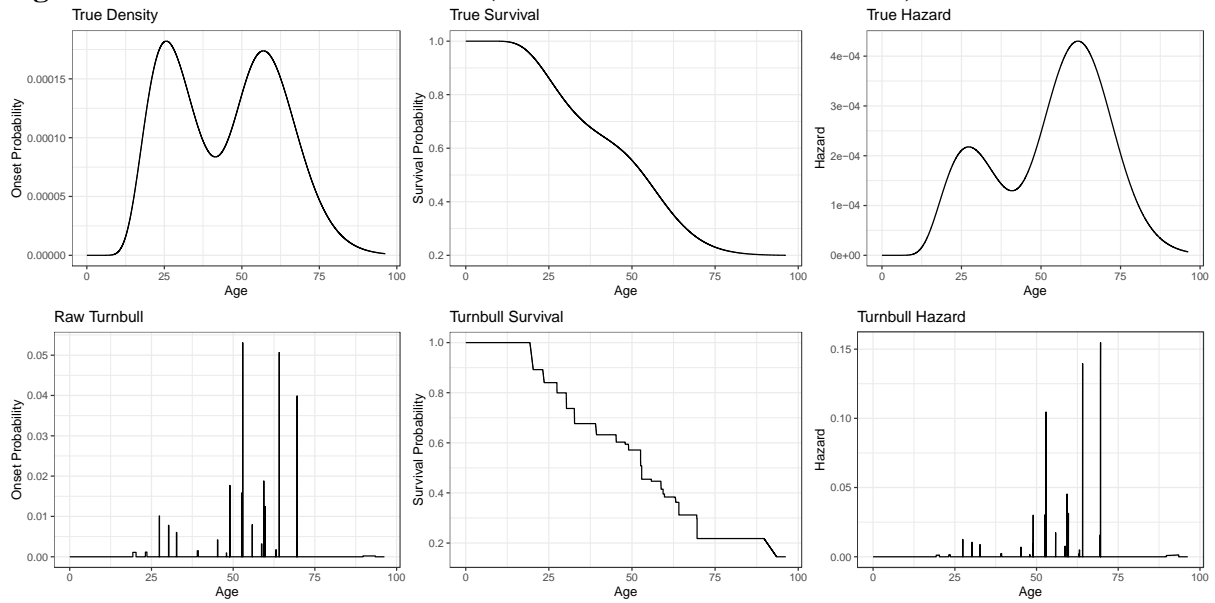 True Density
True Survival
True Hazard
Onset Probability
0.00015
0.00010
0.00005
0.00000
0 25 50 75 100
Age
Survival Probability
1.0
0.8
0.6
0.4
0.2
0 25 50 75 100
Age
Hazard
4e−04
3e−04
2e−04
1e−04
0e+00
0 25 50 75 100
Age
Raw Turnbull
Turnbull Survival
Turnbull Hazard
Onset Probability
0.05
0.04
0.03
0.02
0.01
0.00
0 25 50 75 100
Age
Survival Probability
1.0
0.8
0.6
0.4
0.2
0 25 50 75 100
Age
Hazard
0.15
0.10
0.05
0.00
0 25 50 75 100
Age